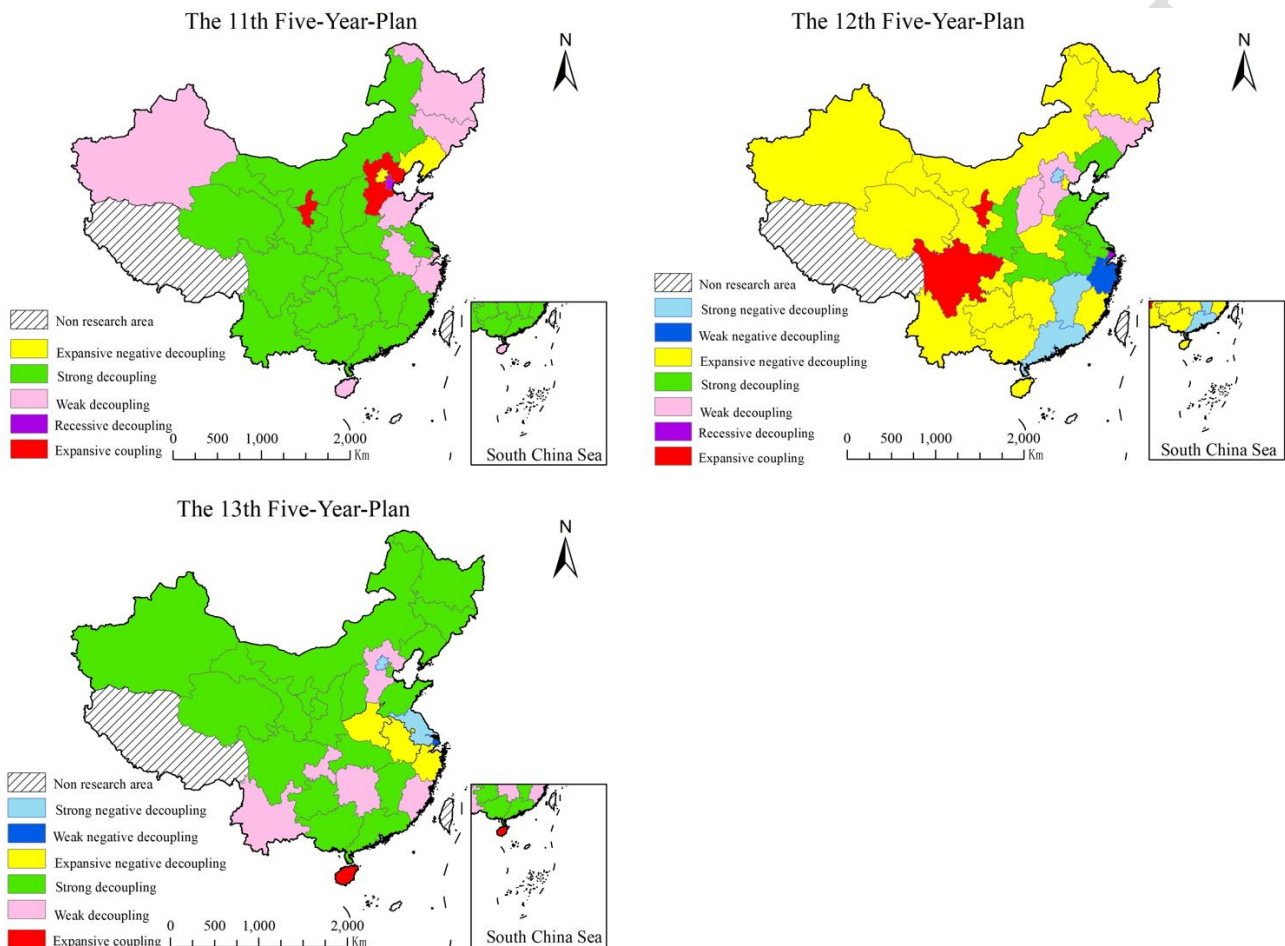 The 11th Five-Year-Plan
N
Non research area
Expansive negative decoupling
Strong decoupling
Weak decoupling
Recessive decoupling
Expansive coupling
0 500 1,000 2,000
Km
South China Sea
The 12th Five-Year-Plan
N
Non research area
Strong negative decoupling
Weak negative decoupling
Expansive negative decoupling
Strong decoupling
Weak decoupling
Recessive decoupling
Expansive coupling
0 500 1,000 2,000
Km
South China Sea
The 13th Five-Year-Plan
N
Non research area
Strong negative decoupling
Weak negative decoupling
Expansive negative decoupling
Strong decoupling
Weak decoupling
Expansive coupling
0 500 1,000 2,000
Km
South China Sea